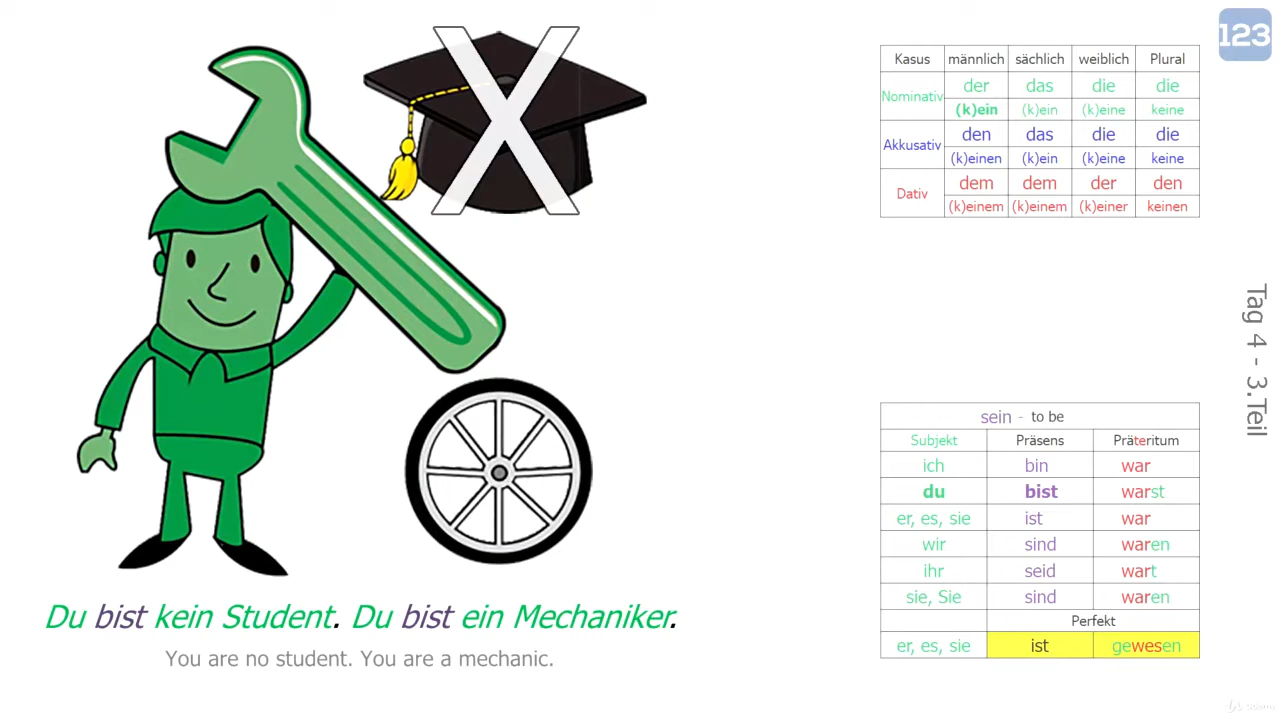 123
Kasus männlich sächlich weiblich Plural
Nominativ der das die die
(k)ein (k)ein (k)eine keine
Akkusativ den das die die
(k)einen (k)ein (k)eine keine
Dativ dem dem der den
(k)einem (k)einem (k)einer keinen
Tag 4 - 3.Teil
sein - to be
Subjekt Präsens Präteritum
ich bin war
du bist warst
er, es, sie ist war
wir sind waren
ihr seid wart
sie, Sie sind waren
Perfekt
er, es, sie ist gewesen
Du bist kein Student. Du bist ein Mechaniker.
You are no student. You are a mechanic.